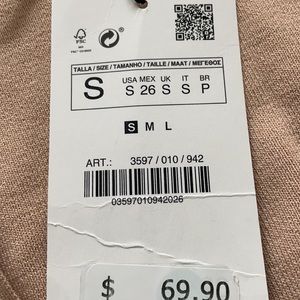 FSC
TALLA / SIZE / TAMANHO / TAILLE / MAAT / ΜΕΓΕΘΟΣ
S
USA MEX UK IT BR
S 26 S S P
S M L
ART.: 3597 / 010 / 942
03597010942026
$ 69.90